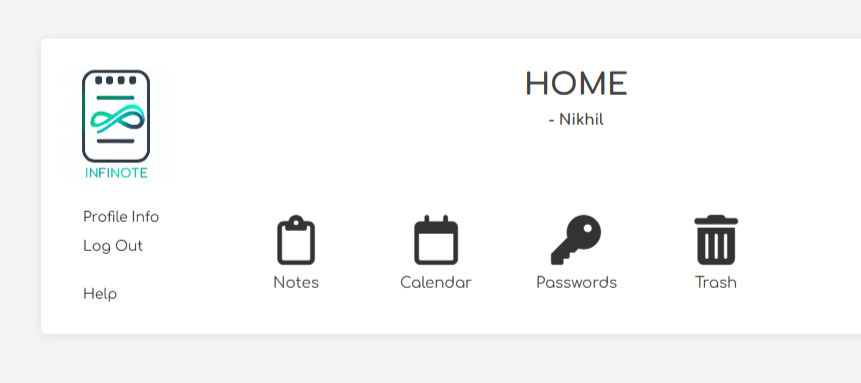 INFINOTE
HOME
- Nikhil
Profile Info
Log Out
Help
Notes
Calendar
Passwords
Trash